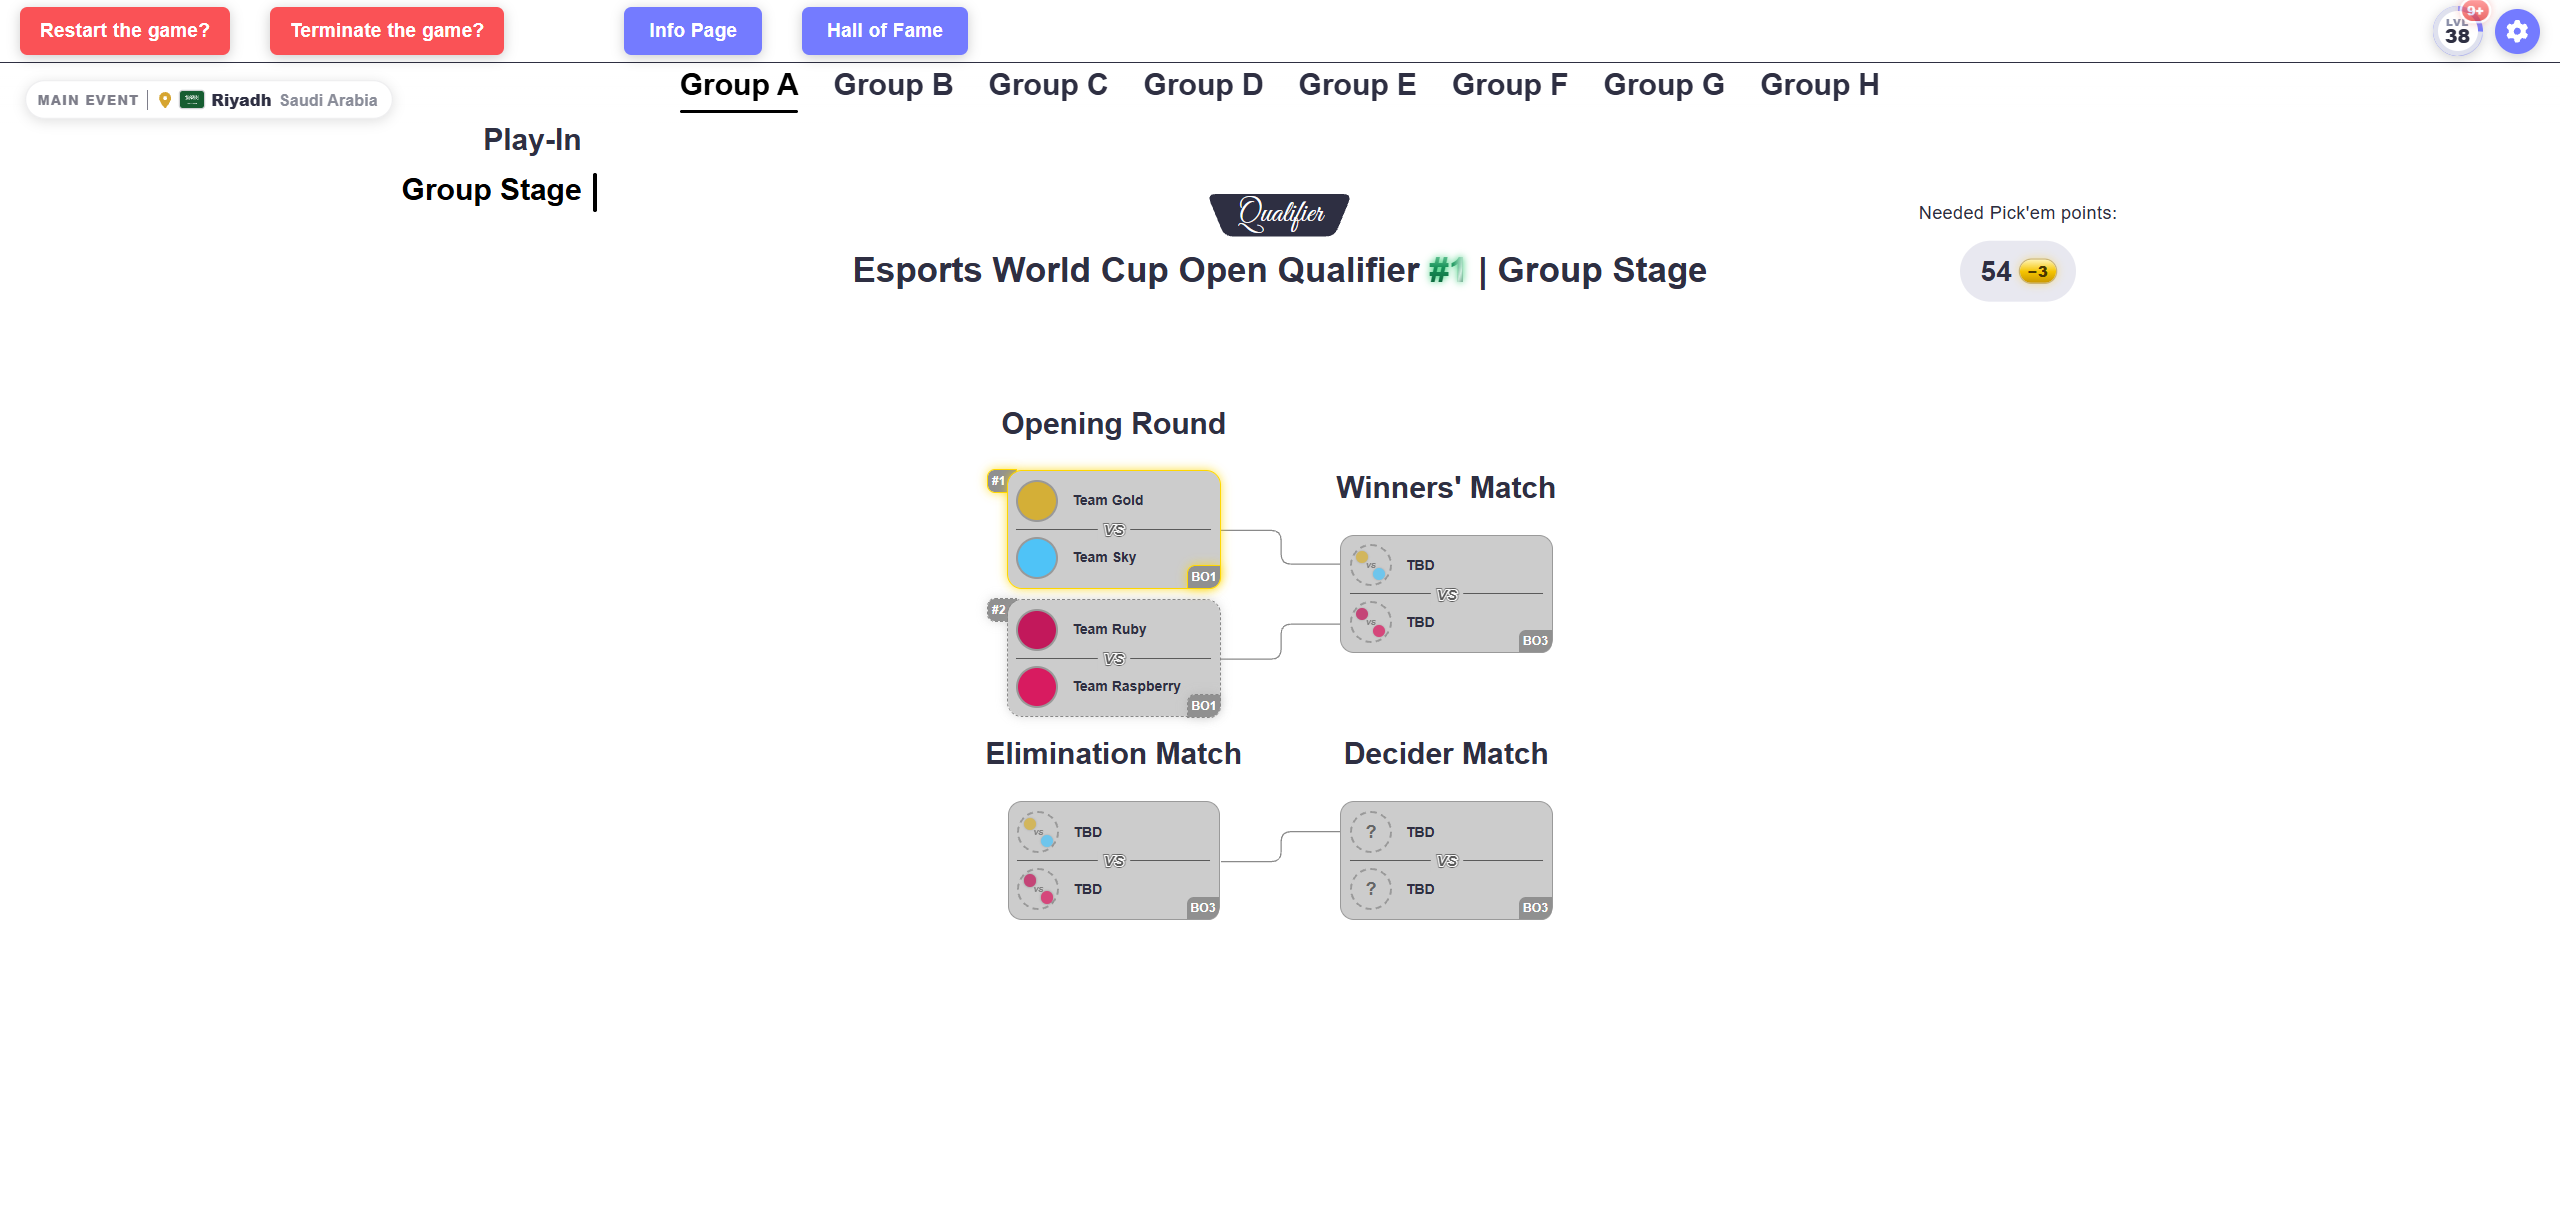 Restart the game?
Terminate the game?
Info Page
Hall of Fame
LVL
38
9+
MAIN EVENT
Riyadh Saudi Arabia
Group A
Group B
Group C
Group D
Group E
Group F
Group G
Group H
Play-In
Group Stage
Qualifier
Esports World Cup Open Qualifier #1 | Group Stage
Needed Pick'em points:
54 −3
Opening Round
#1
Team Gold
VS
Team Sky
BO1
#2
Team Ruby
VS
Team Raspberry
BO1
Winners' Match
VS
TBD
VS
VS
TBD
BO3
Elimination Match
VS
TBD
VS
VS
TBD
BO3
Decider Match
?
TBD
VS
?
TBD
BO3